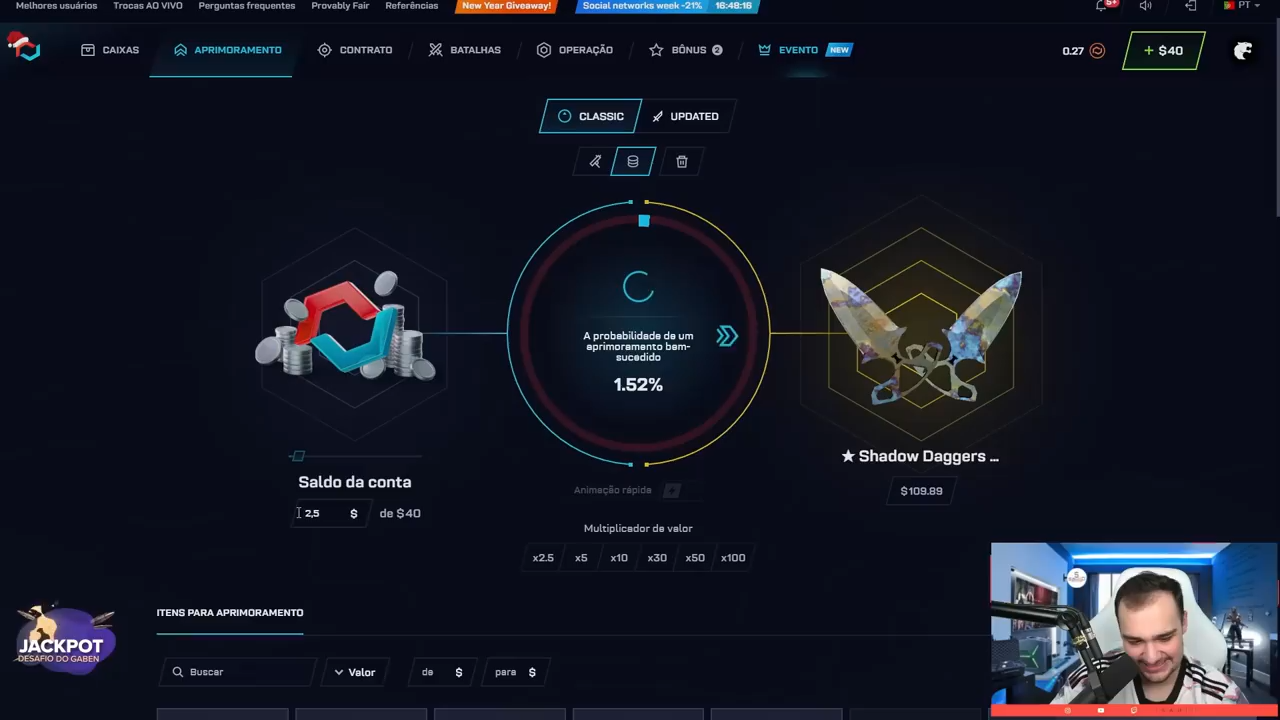 Melhores usuários Trocas AO VIVO Perguntas frequentes Provably Fair Referências New Year Giveaway! Social networks week -21% 16:48:16 5+ PT
CAIXAS APRIMORAMENTO CONTRATO BATALHAS OPERAÇÃO BÔNUS 2 EVENTO NEW 0.27 + $40
CLASSIC UPDATED
A probabilidade de um
aprimoramento bem-
sucedido
1.52%
★ Shadow Daggers ...
$109.89
Saldo da conta
2,5 $ de $40
Animação rápida
Multiplicador de valor
x2.5 x5 x10 x30 x50 x100
ITENS PARA APRIMORAMENTO
JACKPOT
DESAFIO DO GABEN
Buscar Valor de $ para $